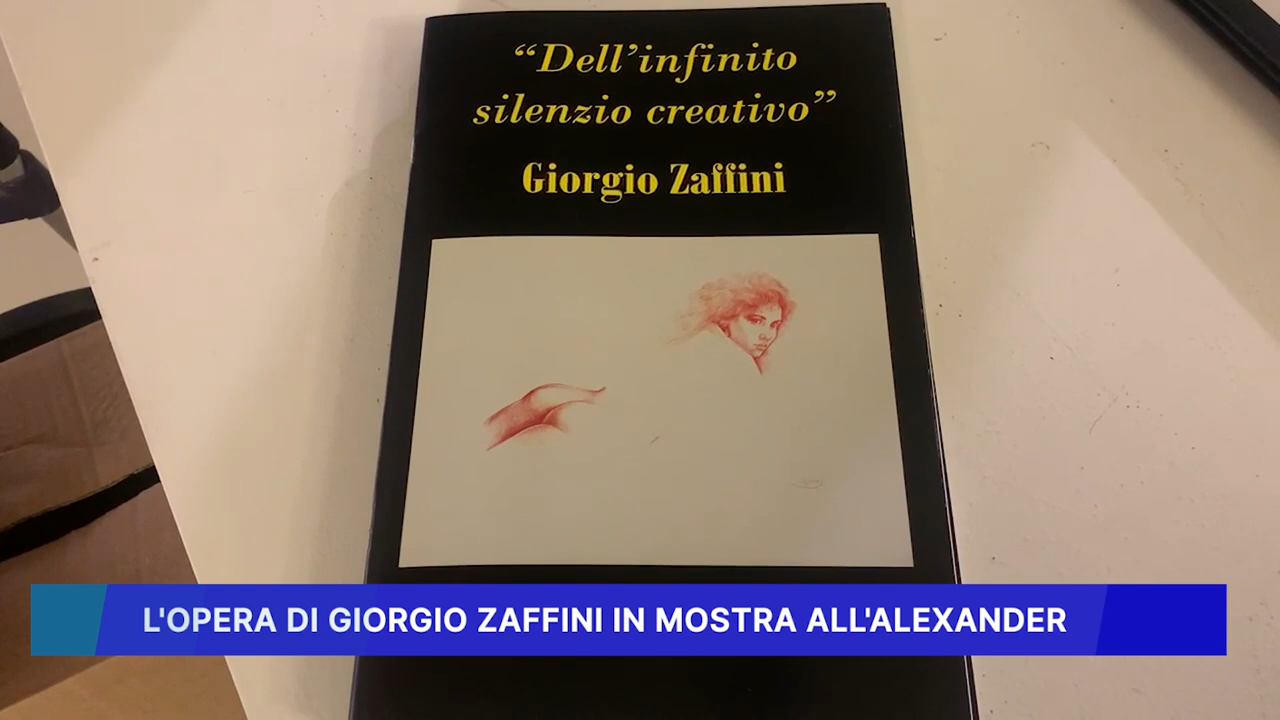 “Dell’infinito
silenzio creativo”
Giorgio Zaffini
L'OPERA DI GIORGIO ZAFFINI IN MOSTRA ALL'ALEXANDER